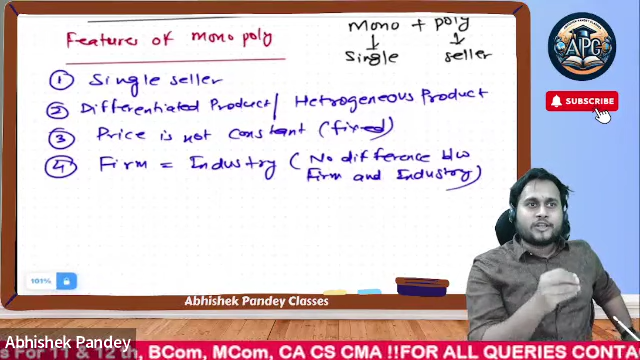 Features of monopoly
mono + poly
single seller
① Single seller
② Differentiated Product / Hetrogeneous Product
③ Price is not constant (fixed)
④ Firm = Industry (No difference b/w
Firm and Industry)
APG
SUBSCRIBE
101%
Abhishek Pandey Classes
Abhishek Pandey
s For 11 & 12 th, BCom, MCom, CA CS CMA !!FOR ALL QUERIES CONTA